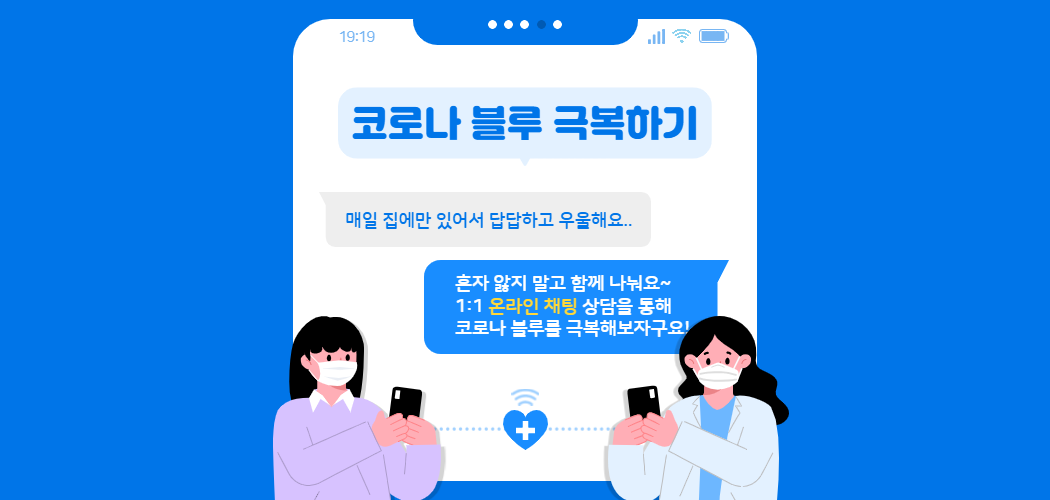 19:19
코로나 블루 극복하기
매일 집에만 있어서 답답하고 우울해요..
혼자 앓지 말고 함께 나눠요~
1:1 온라인 채팅 상담을 통해
코로나 블루를 극복해보자구요!